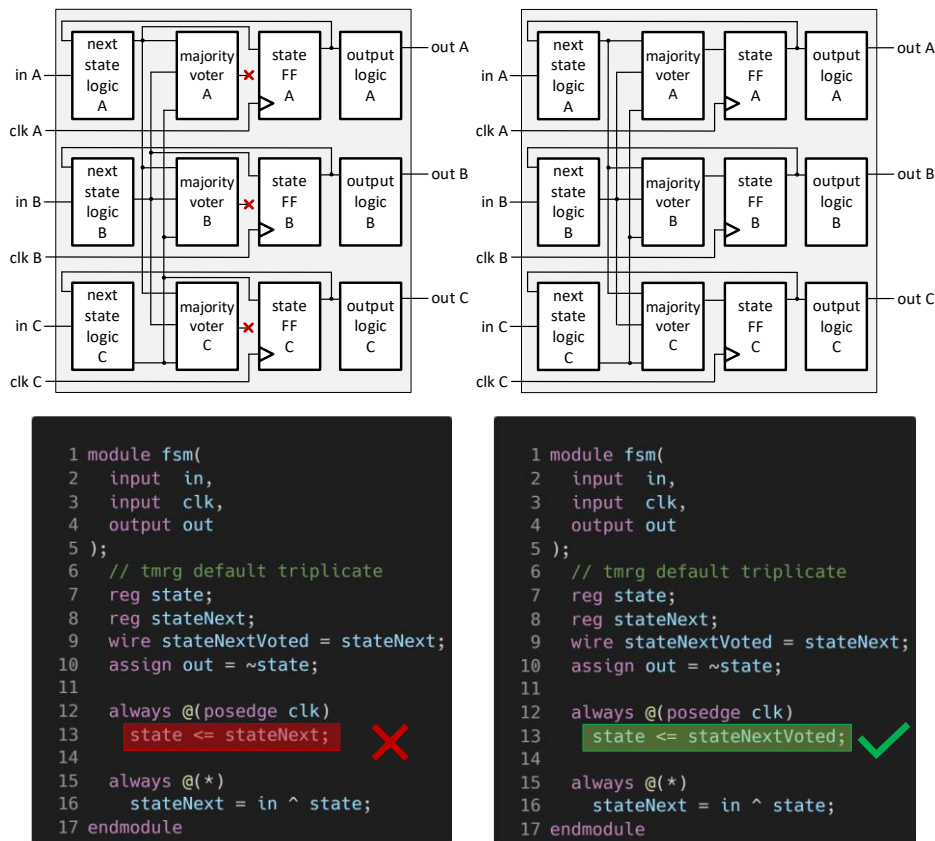 in A
clk A
next
state
logic
A
majority
voter
A
state
FF
A
output
logic
A
out A
in B
clk B
next
state
logic
B
majority
voter
B
state
FF
B
output
logic
B
out B
in C
clk C
next
state
logic
C
majority
voter
C
state
FF
C
output
logic
C
out C
in A
clk A
next
state
logic
A
majority
voter
A
state
FF
A
output
logic
A
out A
in B
clk B
next
state
logic
B
majority
voter
B
state
FF
B
output
logic
B
out B
in C
clk C
next
state
logic
C
majority
voter
C
state
FF
C
output
logic
C
out C
1 module fsm(
2   input  in,
3   input  clk,
4   output out
5 );
6   // tmrg default triplicate
7   reg state;
8   reg stateNext;
9   wire stateNextVoted = stateNext;
10   assign out = ~state;
11
12   always @(posedge clk)
13     state <= stateNext;
14
15   always @(*)
16     stateNext = in ^ state;
17 endmodule
1 module fsm(
2   input  in,
3   input  clk,
4   output out
5 );
6   // tmrg default triplicate
7   reg state;
8   reg stateNext;
9   wire stateNextVoted = stateNext;
10   assign out = ~state;
11
12   always @(posedge clk)
13     state <= stateNextVoted;
14
15   always @(*)
16     stateNext = in ^ state;
17 endmodule